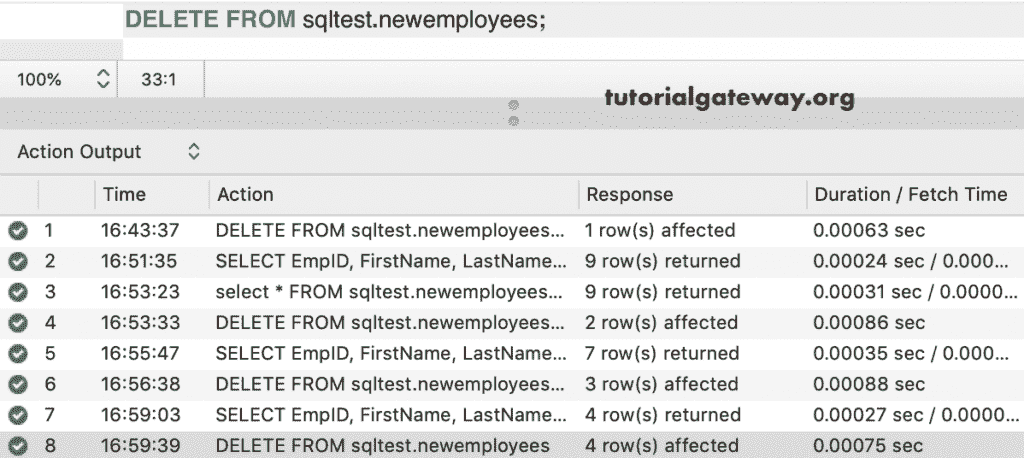 DELETE FROM sqltest.newemployees;
100% 33:1
tutorialgateway.org
Action Output
Time Action Response Duration / Fetch Time
1 16:43:37 DELETE FROM sqltest.newemployees... 1 row(s) affected 0.00063 sec
2 16:51:35 SELECT EmpID, FirstName, LastName... 9 row(s) returned 0.00024 sec / 0.000...
3 16:53:23 select * FROM sqltest.newemployees... 9 row(s) returned 0.00031 sec / 0.0000...
4 16:53:33 DELETE FROM sqltest.newemployees... 2 row(s) affected 0.00086 sec
5 16:55:47 SELECT EmpID, FirstName, LastName... 7 row(s) returned 0.00035 sec / 0.000...
6 16:56:38 DELETE FROM sqltest.newemployees... 3 row(s) affected 0.00088 sec
7 16:59:03 SELECT EmpID, FirstName, LastName... 4 row(s) returned 0.00027 sec / 0.0000...
8 16:59:39 DELETE FROM sqltest.newemployees 4 row(s) affected 0.00075 sec